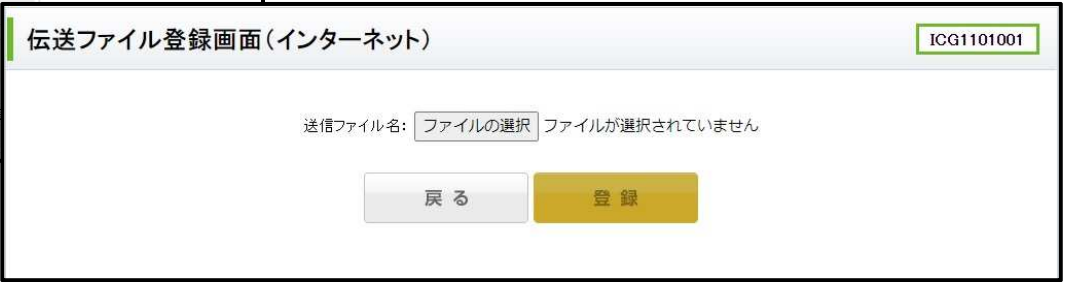 伝送ファイル登録画面(インターネット) ICG1101001
送信ファイル名: ファイルの選択 ファイルが選択されていません
戻る 登録